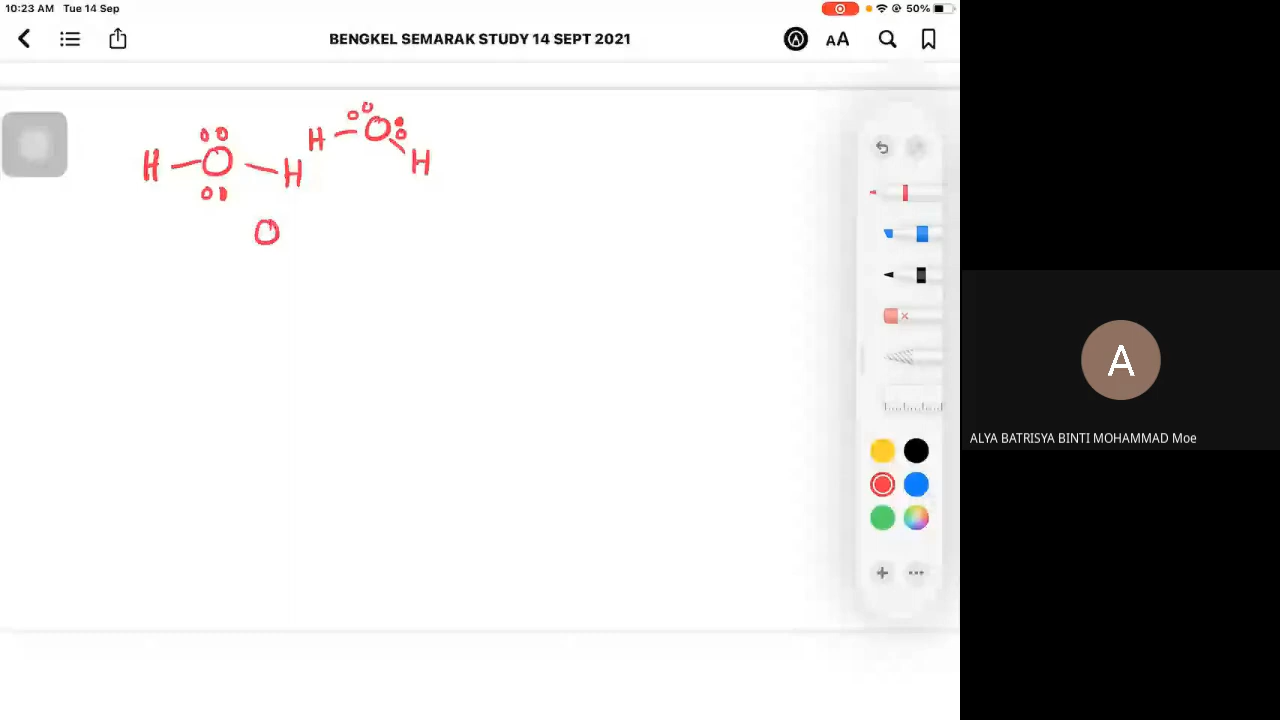 10:23 AM Tue 14 Sep
50%
BENGKEL SEMARAK STUDY 14 SEPT 2021
AA
H O H
H O H
O
A
ALYA BATRISYA BINTI MOHAMMAD Moe